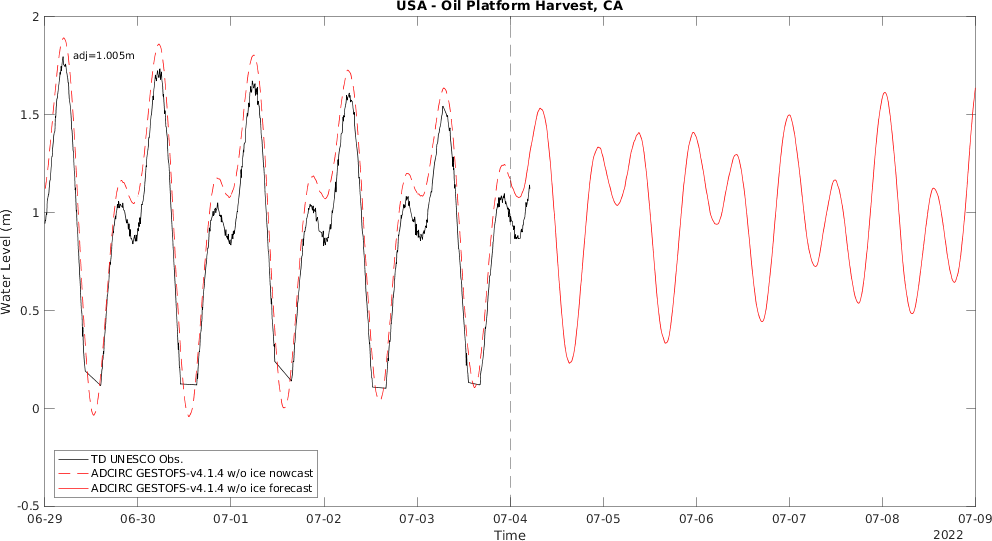 USA - Oil Platform Harvest, CA
2
adj=1.005m
1.5
1
Water Level (m)
0.5
0
TD UNESCO Obs.
ADCIRC GESTOFS-v4.1.4 w/o ice nowcast
ADCIRC GESTOFS-v4.1.4 w/o ice forecast
-0.5
06-29 06-30 07-01 07-02 07-03 07-04 07-05 07-06 07-07 07-08 07-09
Time 2022